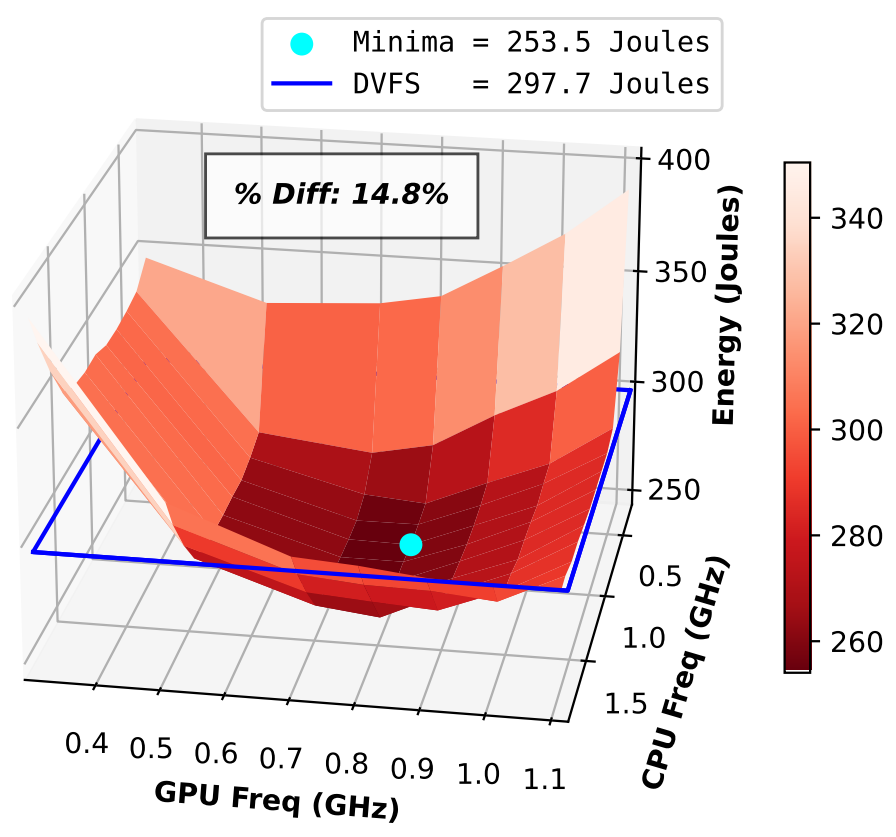 Minima = 253.5 Joules
DVFS   = 297.7 Joules
% Diff: 14.8%
400
350
300
250
Energy (Joules)
340
320
300
280
260
0.5
1.0
1.5
CPU Freq (GHz)
0.4 0.5 0.6 0.7 0.8 0.9 1.0 1.1
GPU Freq (GHz)